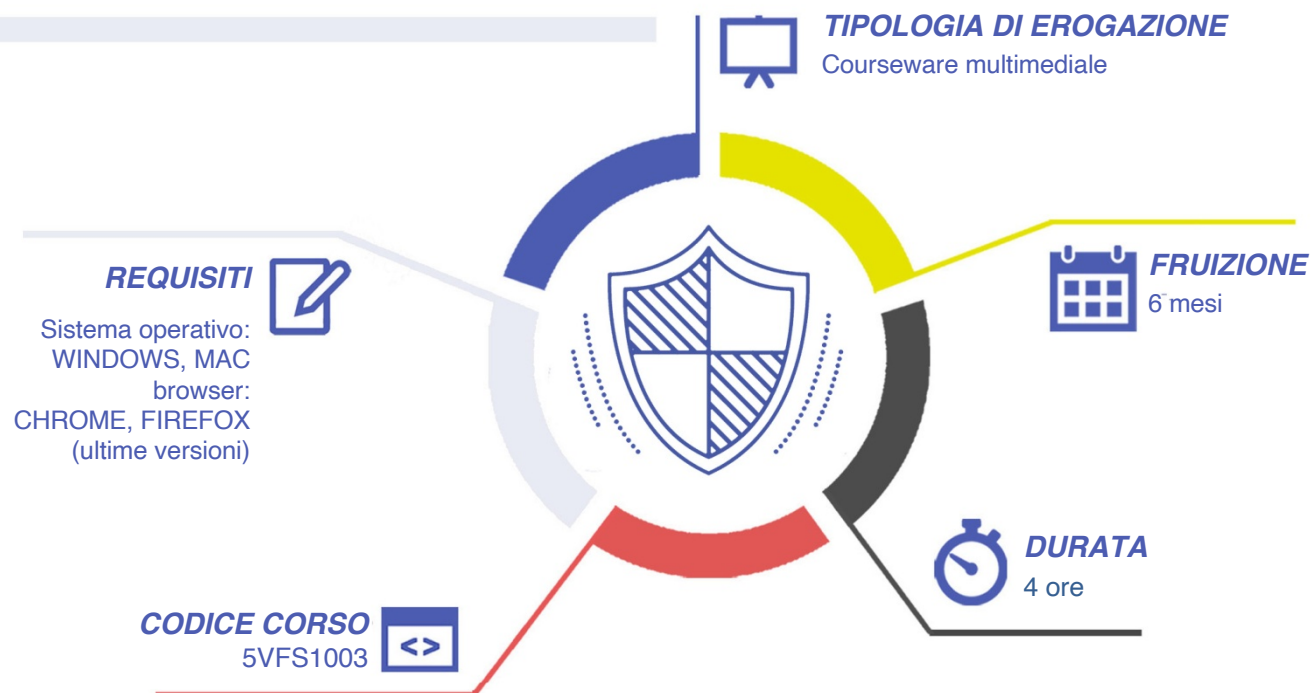 TIPOLOGIA DI EROGAZIONE
Courseware multimediale
REQUISITI
Sistema operativo:
WINDOWS, MAC
browser:
CHROME, FIREFOX
(ultime versioni)
FRUIZIONE
6 mesi
DURATA
4 ore
CODICE CORSO
5VFS1003